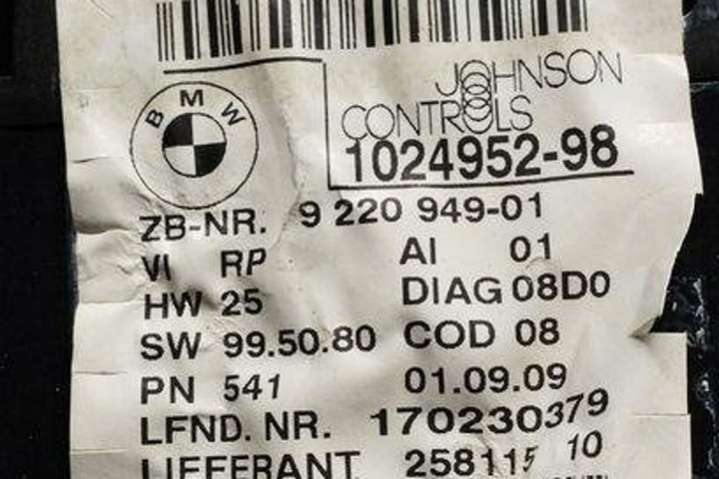 JOHNSON
CONTROLS
BMW
1024952-98
ZB-NR. 9 220 949-01
VI RP AI 01
HW 25 DIAG 08D0
SW 99.50.80 COD 08
PN 541 01.09.09
LFND. NR. 170230379
LIEFERANT 258115 10